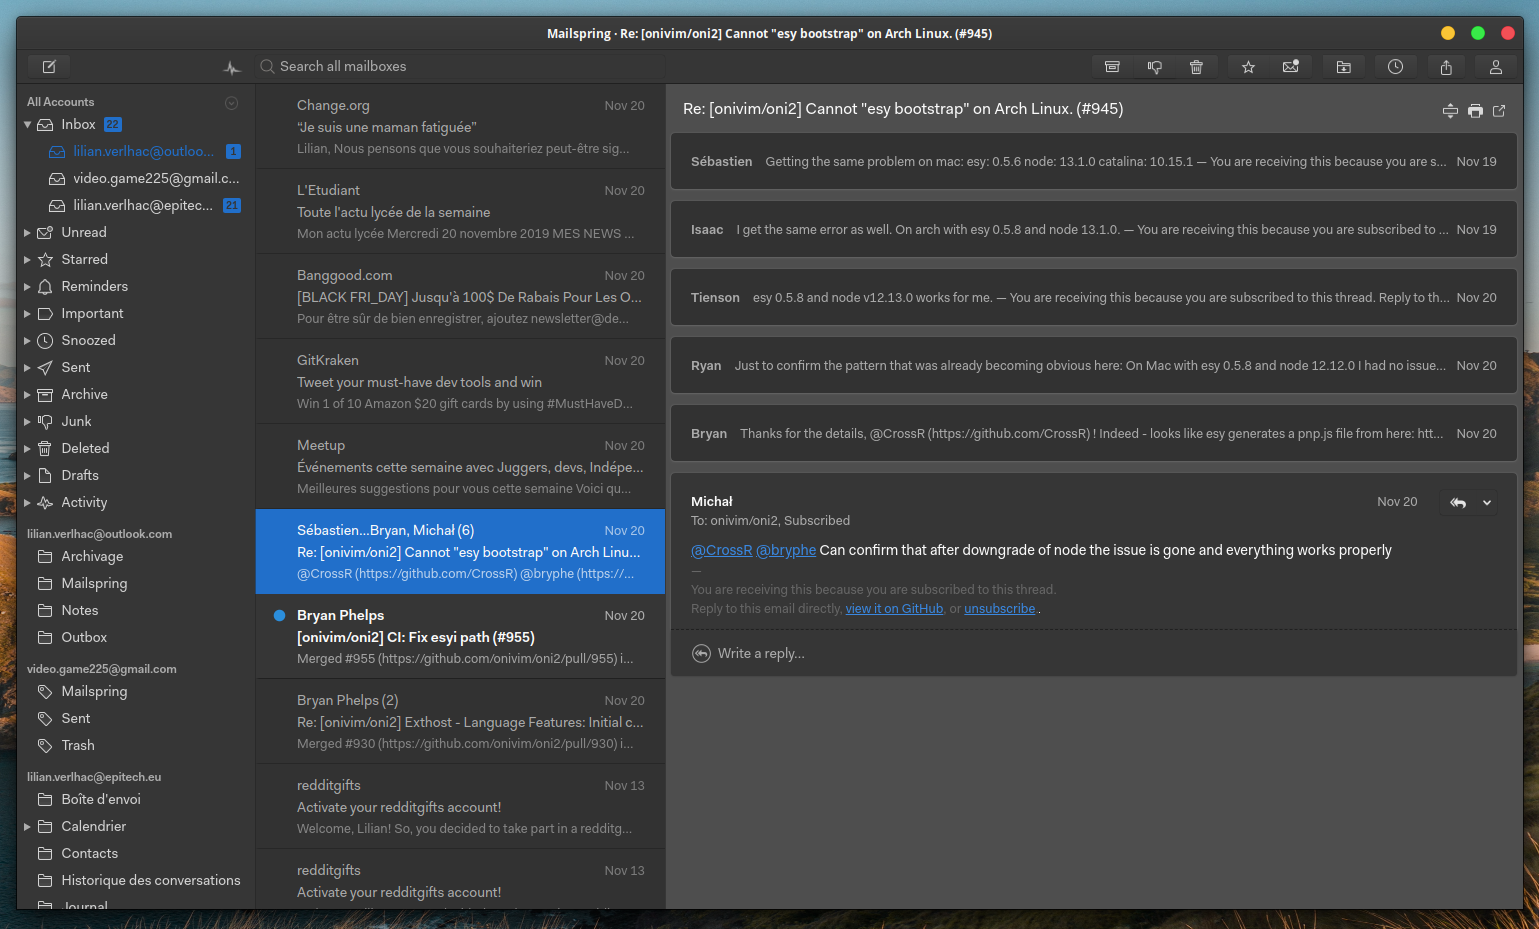 Mailspring · Re: [onivim/oni2] Cannot "esy bootstrap" on Arch Linux. (#945)
Search all mailboxes
All Accounts
Inbox 22
lilian.verlhac@outloo... 1
video.game225@gmail.c...
lilian.verlhac@epitec... 21
Unread
Starred
Reminders
Important
Snoozed
Sent
Archive
Junk
Deleted
Drafts
Activity
lilian.verlhac@outlook.com
Archivage
Mailspring
Notes
Outbox
video.game225@gmail.com
Mailspring
Sent
Trash
lilian.verlhac@epitech.eu
Boîte d'envoi
Calendrier
Contacts
Historique des conversations
Journal
Change.org Nov 20
“Je suis une maman fatiguée”
Lilian, Nous pensons que vous souhaiteriez peut-être sig...
L'Etudiant Nov 20
Toute l'actu lycée de la semaine
Mon actu lycée Mercredi 20 novembre 2019 MES NEWS ...
Banggood.com Nov 20
[BLACK FRI_DAY] Jusqu'à 100$ De Rabais Pour Les O...
Pour être sûr de bien enregistrer, ajoutez newsletter@de...
GitKraken Nov 20
Tweet your must-have dev tools and win
Win 1 of 10 Amazon $20 gift cards by using #MustHaveD...
Meetup Nov 20
Événements cette semaine avec Juggers, devs, Indépe...
Meilleures suggestions pour vous cette semaine Voici qu...
Sébastien...Bryan, Michał (6) Nov 20
Re: [onivim/oni2] Cannot "esy bootstrap" on Arch Linu...
@CrossR (https://github.com/CrossR) @bryphe (https://...
Bryan Phelps Nov 20
[onivim/oni2] CI: Fix esyi path (#955)
Merged #955 (https://github.com/onivim/oni2/pull/955) i...
Bryan Phelps (2) Nov 20
Re: [onivim/oni2] Exthost - Language Features: Initial c...
Merged #930 (https://github.com/onivim/oni2/pull/930) i...
redditgifts Nov 13
Activate your redditgifts account!
Welcome, Lilian! So, you decided to take part in a redditg...
redditgifts Nov 13
Activate your redditgifts account!
Re: [onivim/oni2] Cannot "esy bootstrap" on Arch Linux. (#945)
Sébastien Getting the same problem on mac: esy: 0.5.6 node: 13.1.0 catalina: 10.15.1 — You are receiving this because you are s... Nov 19
Isaac I get the same error as well. On arch with esy 0.5.8 and node 13.1.0. — You are receiving this because you are subscribed to ... Nov 19
Tienson esy 0.5.8 and node v12.13.0 works for me. — You are receiving this because you are subscribed to this thread. Reply to th... Nov 20
Ryan Just to confirm the pattern that was already becoming obvious here: On Mac with esy 0.5.8 and node 12.12.0 I had no issue... Nov 20
Bryan Thanks for the details, @CrossR (https://github.com/CrossR) ! Indeed - looks like esy generates a pnp.js file from here: htt... Nov 20
Michał Nov 20
To: onivim/oni2, Subscribed
@CrossR @bryphe Can confirm that after downgrade of node the issue is gone and everything works properly
—
You are receiving this because you are subscribed to this thread.
Reply to this email directly, view it on GitHub, or unsubscribe.
Write a reply...